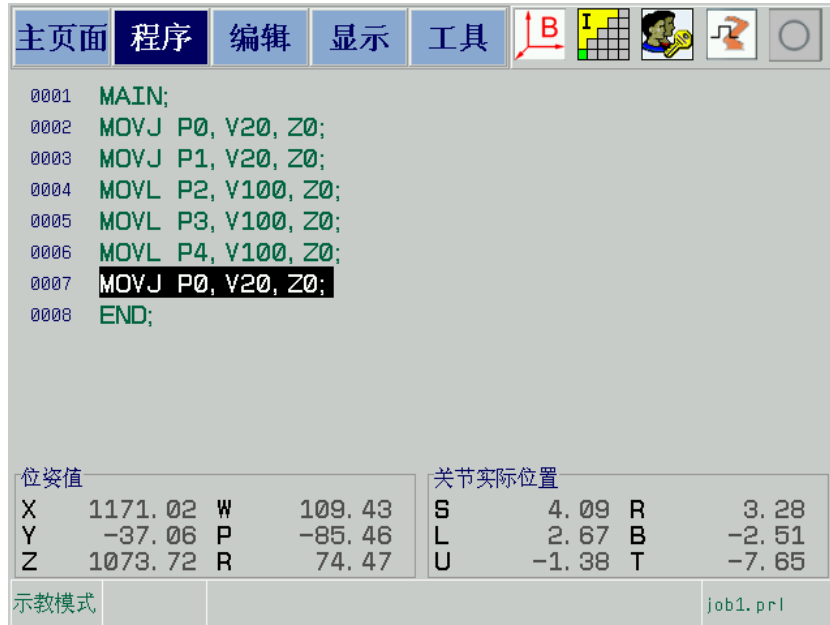 主页面 程序 编辑 显示 工具 B I
0001 MAIN;
0002 MOVJ P0, V20, Z0;
0003 MOVJ P1, V20, Z0;
0004 MOVL P2, V100, Z0;
0005 MOVL P3, V100, Z0;
0006 MOVL P4, V100, Z0;
0007 MOVJ P0, V20, Z0;
0008 END;
位姿值 关节实际位置
X 1171.02 W 109.43 S 4.09 R 3.28
Y -37.06 P -85.46 L 2.67 B -2.51
Z 1073.72 R 74.47 U -1.38 T -7.65
示教模式 job1.prl